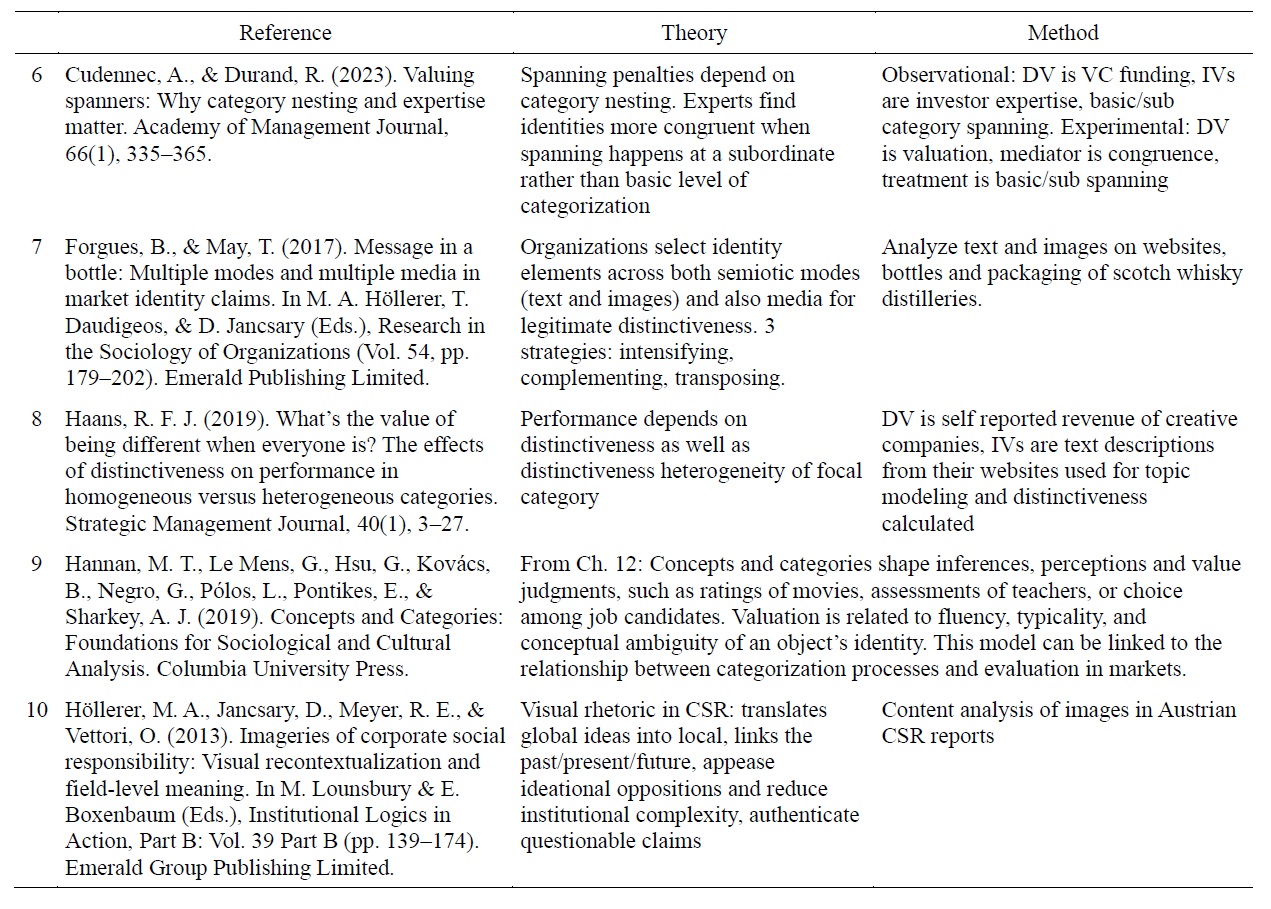 Reference Theory Method
6 Cudennec, A., & Durand, R. (2023). Valuing
spanners: Why category nesting and expertise
matter. Academy of Management Journal,
66(1), 335–365.
Spanning penalties depend on
category nesting. Experts find
identities more congruent when
spanning happens at a subordinate
rather than basic level of
categorization
Observational: DV is VC funding, IVs
are investor expertise, basic/sub
category spanning. Experimental: DV
is valuation, mediator is congruence,
treatment is basic/sub spanning
7 Forgues, B., & May, T. (2017). Message in a
bottle: Multiple modes and multiple media in
market identity claims. In M. A. Höllerer, T.
Daudigeos, & D. Jancsary (Eds.), Research in
the Sociology of Organizations (Vol. 54, pp.
179–202). Emerald Publishing Limited.
Organizations select identity
elements across both semiotic modes
(text and images) and also media for
legitimate distinctiveness. 3
strategies: intensifying,
complementing, transposing.
Analyze text and images on websites,
bottles and packaging of scotch whisky
distilleries.
8 Haans, R. F. J. (2019). What’s the value of
being different when everyone is? The effects
of distinctiveness on performance in
homogeneous versus heterogeneous categories.
Strategic Management Journal, 40(1), 3–27.
Performance depends on
distinctiveness as well as
distinctiveness heterogeneity of focal
category
DV is self reported revenue of creative
companies, IVs are text descriptions
from their websites used for topic
modeling and distinctiveness
calculated
9 Hannan, M. T., Le Mens, G., Hsu, G., Kovács,
B., Negro, G., Pólos, L., Pontikes, E., &
Sharkey, A. J. (2019). Concepts and Categories:
Foundations for Sociological and Cultural
Analysis. Columbia University Press.
From Ch. 12: Concepts and categories shape inferences, perceptions and value
judgments, such as ratings of movies, assessments of teachers, or choice
among job candidates. Valuation is related to fluency, typicality, and
conceptual ambiguity of an object’s identity. This model can be linked to the
relationship between categorization processes and evaluation in markets.
10 Höllerer, M. A., Jancsary, D., Meyer, R. E., &
Vettori, O. (2013). Imageries of corporate social
responsibility: Visual recontextualization and
field-level meaning. In M. Lounsbury & E.
Boxenbaum (Eds.), Institutional Logics in
Action, Part B: Vol. 39 Part B (pp. 139–174).
Emerald Group Publishing Limited.
Visual rhetoric in CSR: translates
global ideas into local, links the
past/present/future, appease
ideational oppositions and reduce
institutional complexity, authenticate
questionable claims
Content analysis of images in Austrian
CSR reports